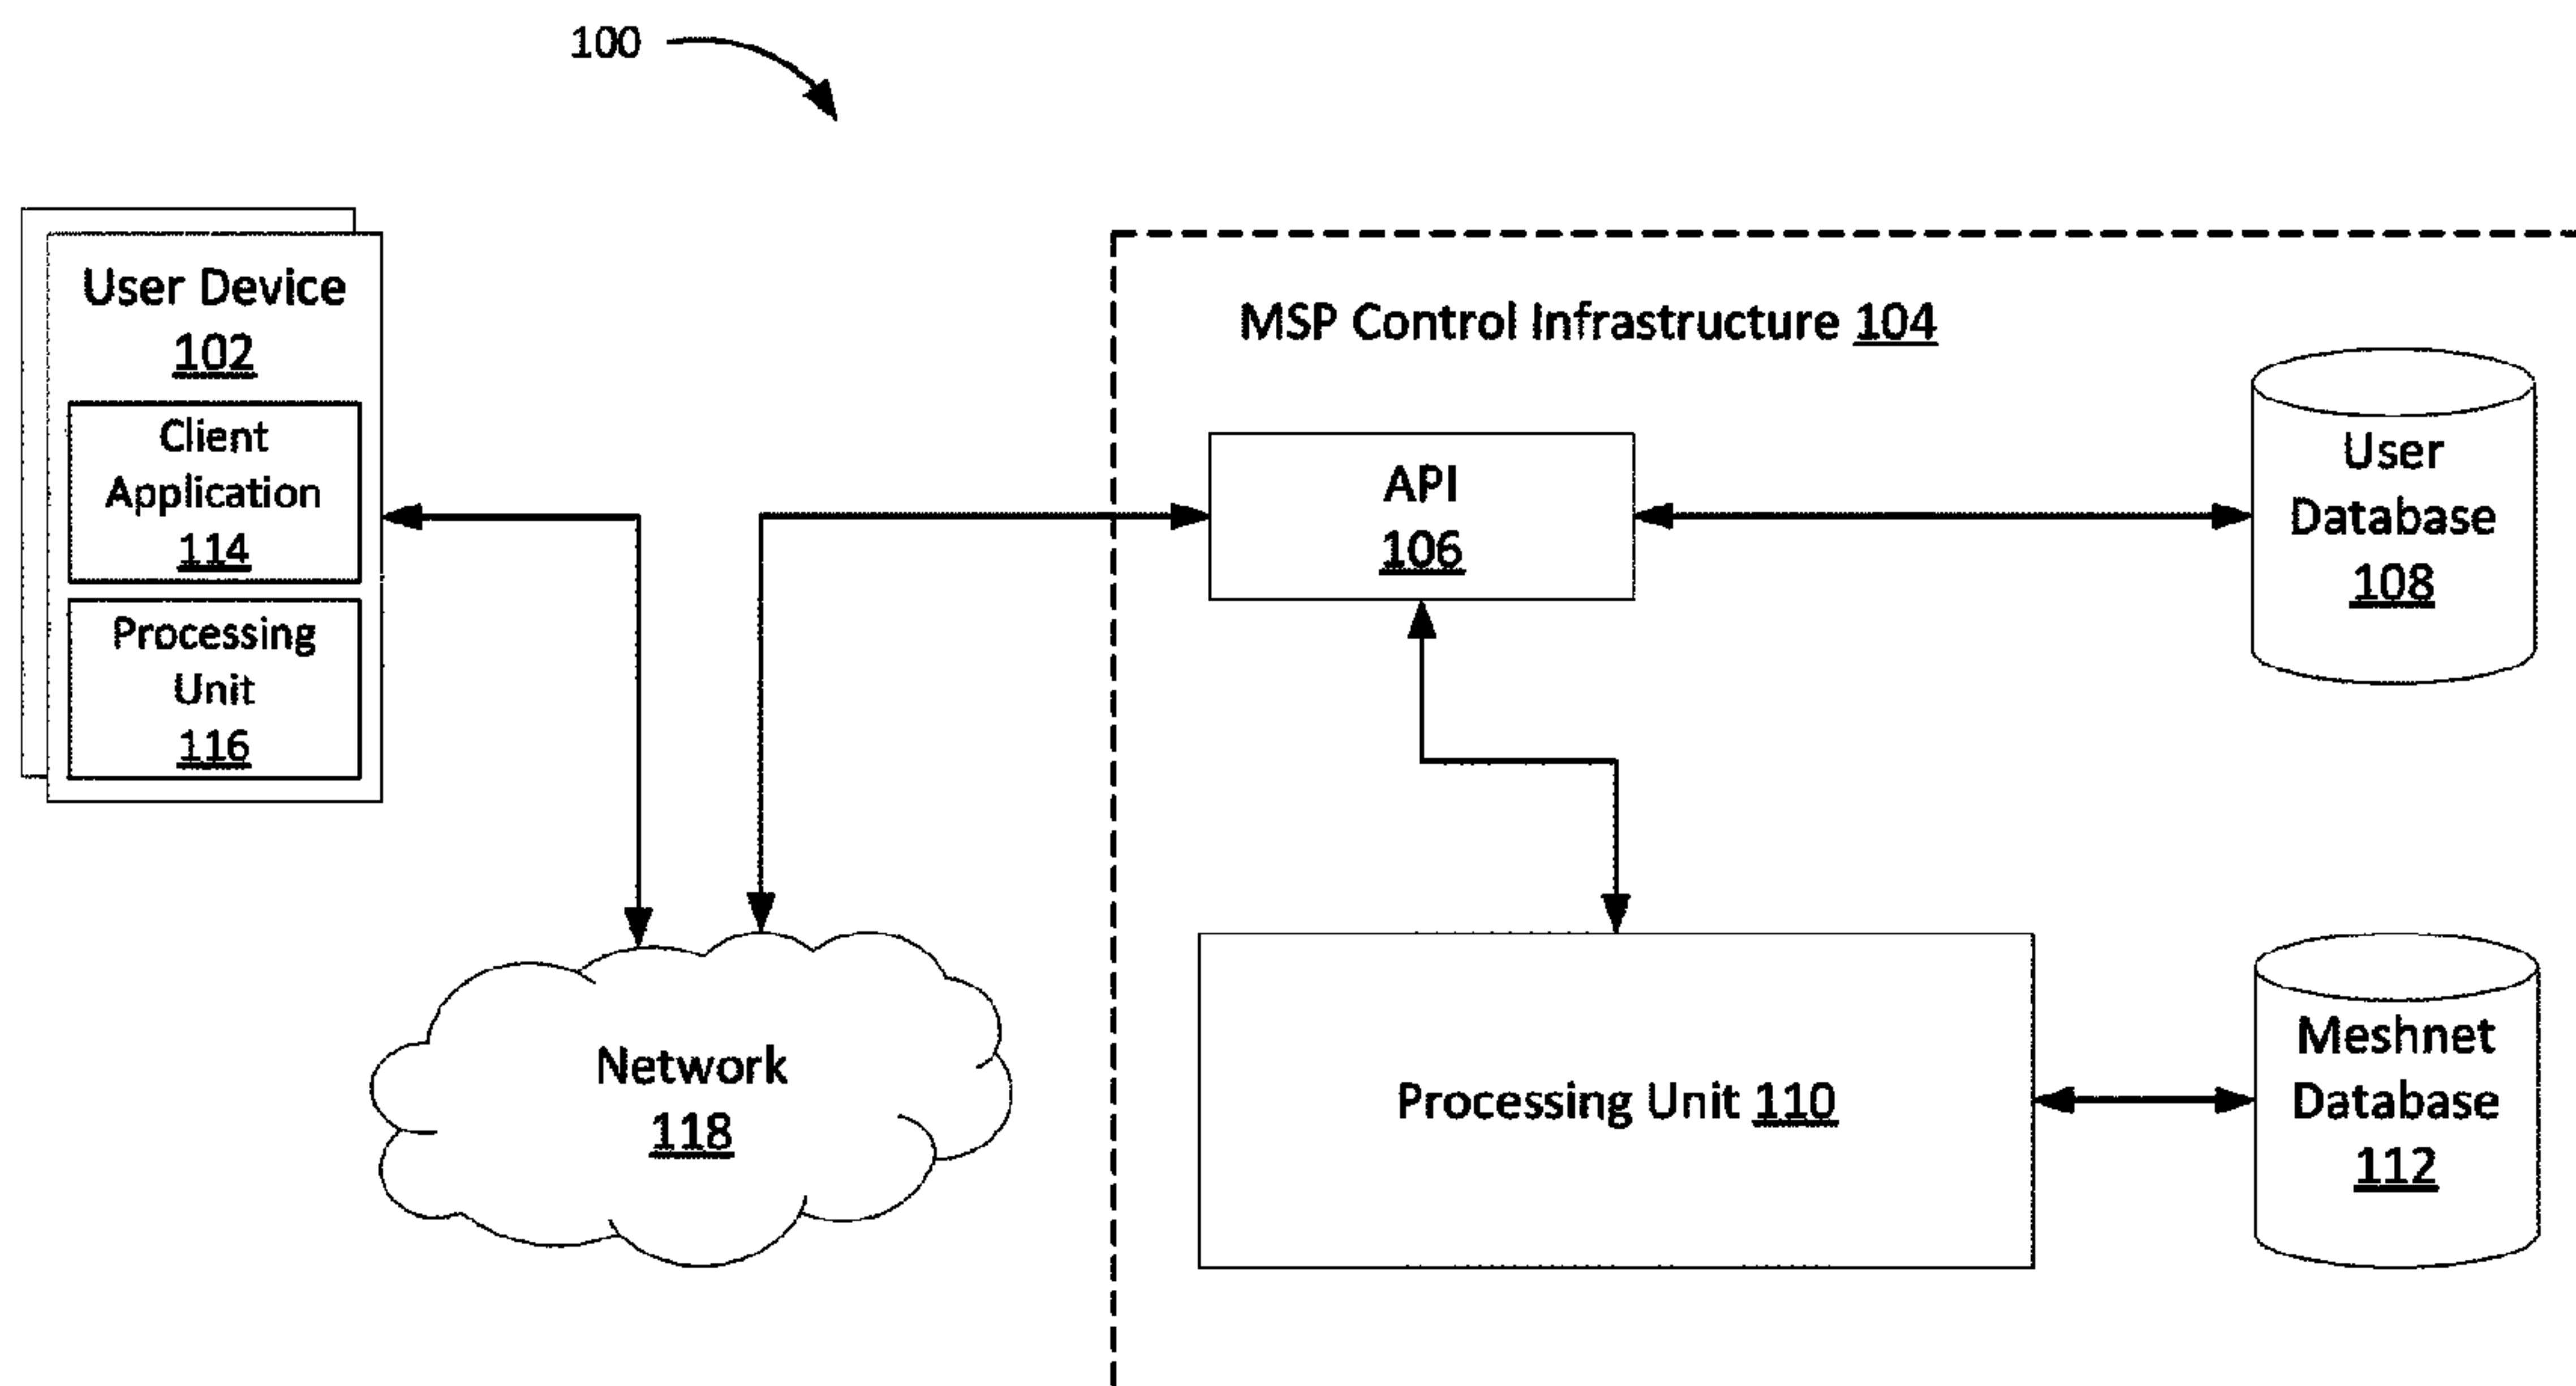 100
User Device
102
Client
Application
114
Processing
Unit
116
MSP Control Infrastructure 104
API
106
User
Database
108
Network
118
Processing Unit 110
Meshnet
Database
112